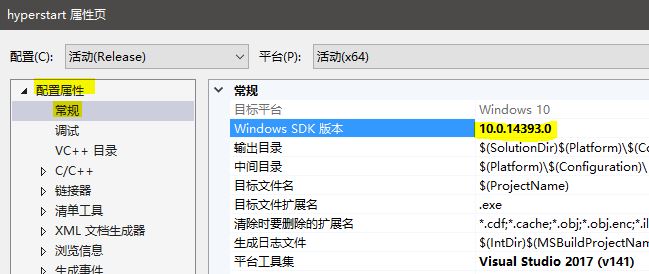 hyperstart 属性页
配置(C): 活动(Release) 平台(P): 活动(x64)
配置属性
常规
调试
VC++ 目录
C/C++
链接器
清单工具
XML 文档生成器
浏览信息
生成事件
常规
目标平台 Windows 10
Windows SDK 版本 10.0.14393.0
输出目录 $(SolutionDir)$(Platform)\$(Co
中间目录 $(Platform)\$(Configuration)\
目标文件名 $(ProjectName)
目标文件扩展名 .exe
清除时要删除的扩展名 *.cdf;*.cache;*.obj;*.obj.enc;*.il
生成日志文件 $(IntDir)$(MSBuildProjectName
平台工具集 Visual Studio 2017 (v141)